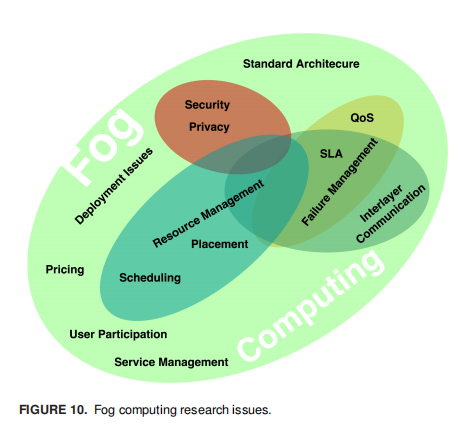 Standard Architecure
Fog
Security
Privacy
QoS
SLA
Deployment Issues
Failure Management
Resource Management
Interlayer
Communication
Placement
Pricing
Scheduling
Computing
User Participation
Service Management
FIGURE 10. Fog computing research issues.